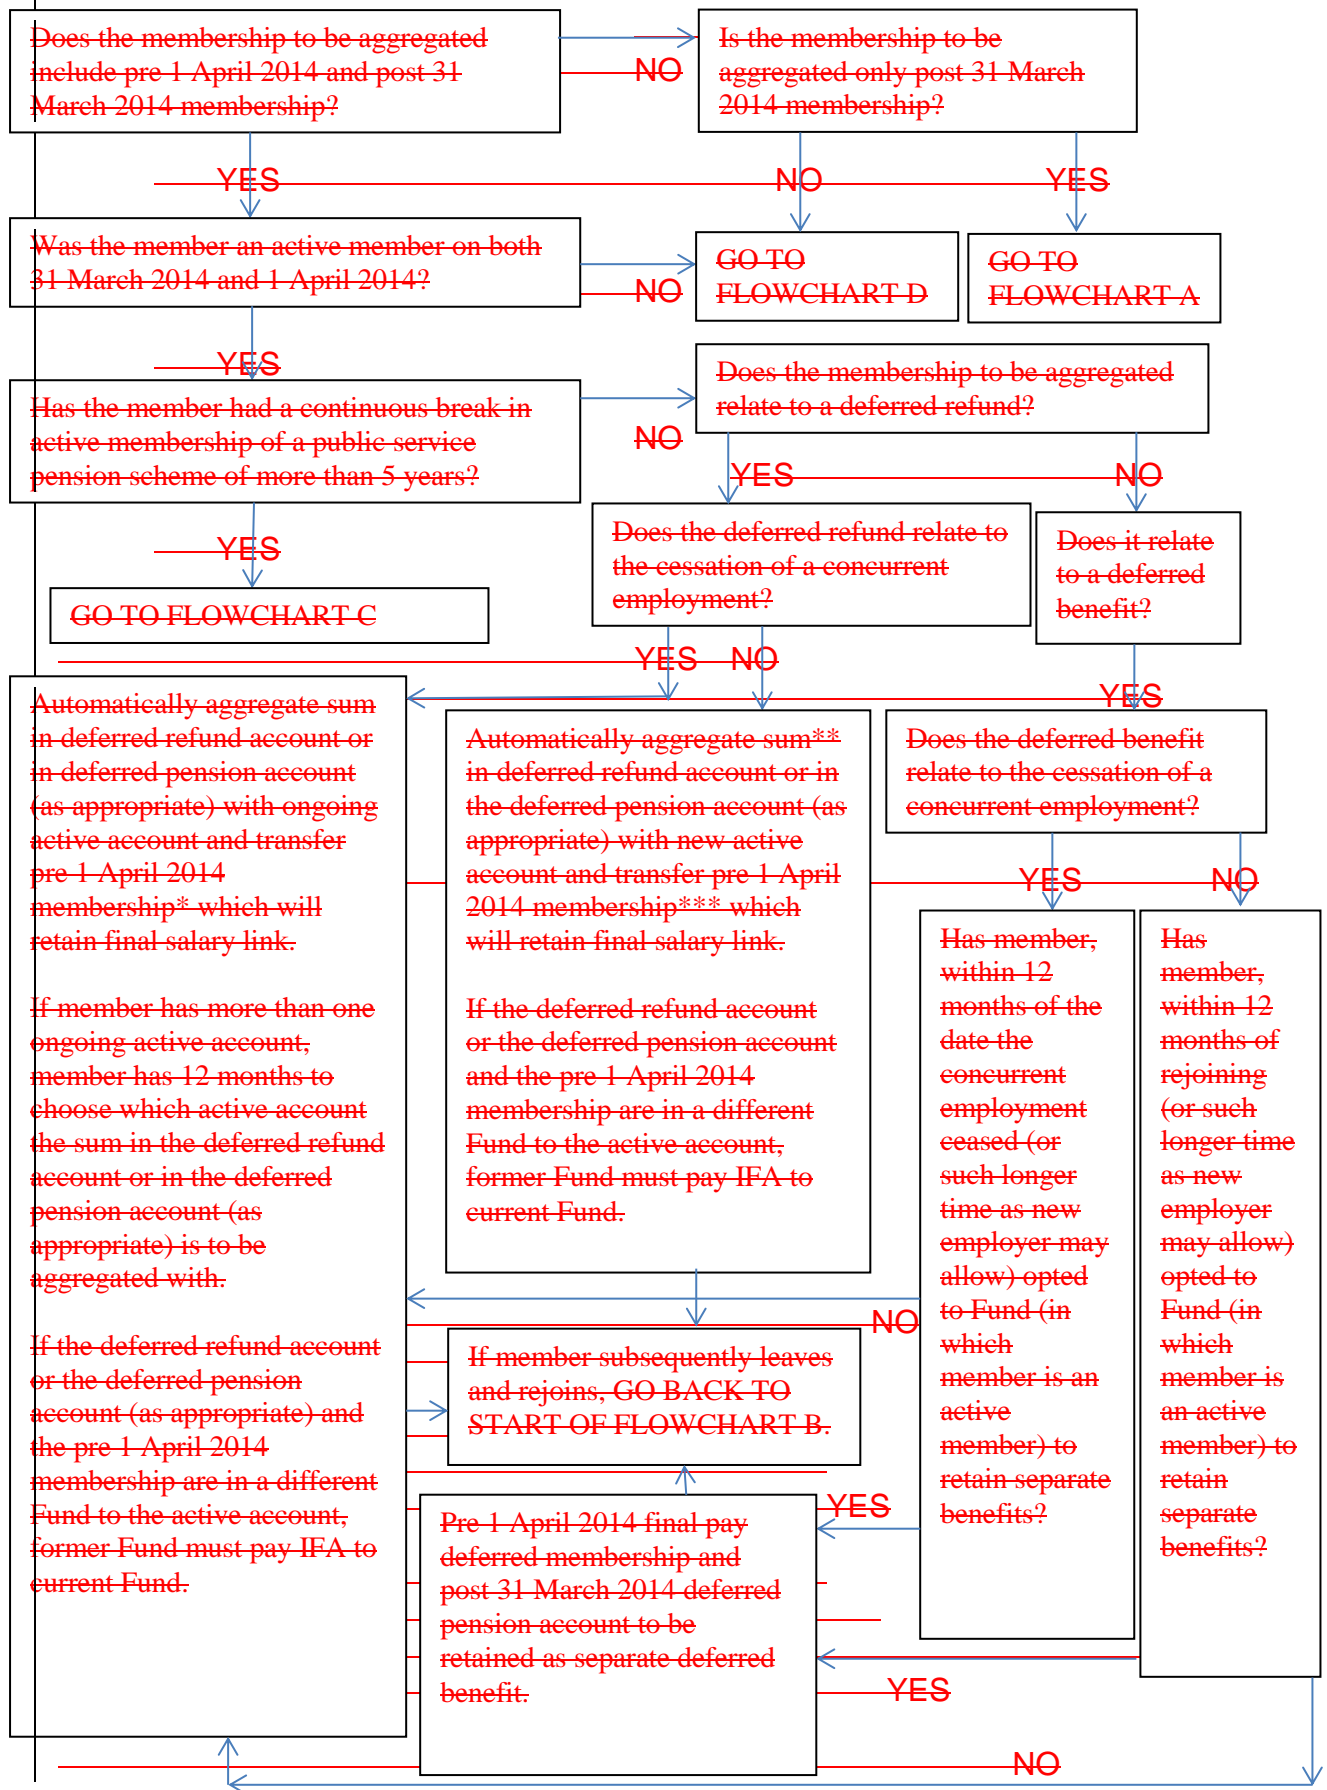 Does the membership to be aggregated
include pre 1 April 2014 and post 31
March 2014 membership?
NO
Is the membership to be
aggregated only post 31 March
2014 membership?
YES
NO
YES
Was the member an active member on both
31 March 2014 and 1 April 2014?
NO
GO TO
FLOWCHART D
GO TO
FLOWCHART A
YES
Has the member had a continuous break in
active membership of a public service
pension scheme of more than 5 years?
NO
Does the membership to be aggregated
relate to a deferred refund?
YES
NO
YES
GO TO FLOWCHART C
Does the deferred refund relate to
the cessation of a concurrent
employment?
Does it relate
to a deferred
benefit?
YES
NO
YES
Automatically aggregate sum
in deferred refund account or
in deferred pension account
(as appropriate) with ongoing
active account and transfer
pre 1 April 2014
membership* which will
retain final salary link.
If member has more than one
ongoing active account,
member has 12 months to
choose which active account
the sum in the deferred refund
account or in the deferred
pension account (as
appropriate) is to be
aggregated with.
If the deferred refund account
or the deferred pension
account (as appropriate) and
the pre 1 April 2014
membership are in a different
Fund to the active account,
former Fund must pay IFA to
current Fund.
Automatically aggregate sum**
in deferred refund account or in
the deferred pension account (as
appropriate) with new active
account and transfer pre 1 April
2014 membership*** which
will retain final salary link.
If the deferred refund account
or the deferred pension account
and the pre 1 April 2014
membership are in a different
Fund to the active account,
former Fund must pay IFA to
current Fund.
Does the deferred benefit
relate to the cessation of a
concurrent employment?
YES
NO
Has member,
within 12
months of the
date the
concurrent
employment
ceased (or
such longer
time as new
employer may
allow) opted
to Fund (in
which
member is an
active
member) to
retain separate
benefits?
Has
member,
within 12
months of
rejoining
(or such
longer time
as new
employer
may allow)
opted to
Fund (in
which
member is
an active
member) to
retain
separate
benefits?
NO
If member subsequently leaves
and rejoins, GO BACK TO
START OF FLOWCHART B.
YES
Pre 1 April 2014 final pay
deferred membership and
post 31 March 2014 deferred
pension account to be
retained as separate deferred
benefit.
YES
NO